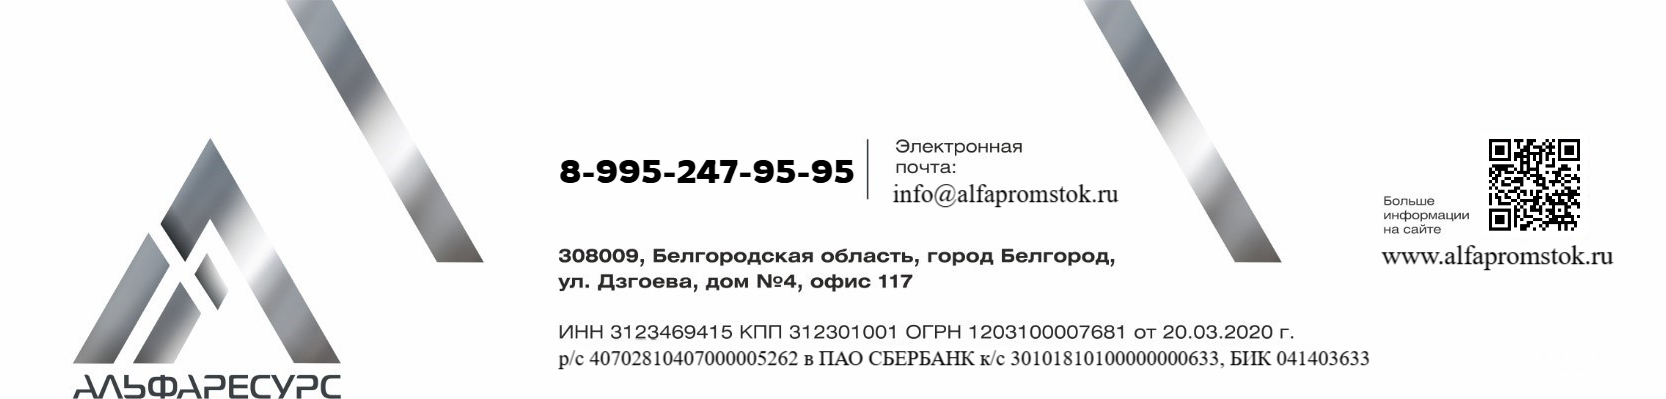 8-995-247-95-95
Электронная
почта:
info@alfapromstok.ru
308009, Белгородская область, город Белгород,
ул. Дзгоева, дом №4, офис 117
ИНН 3123469415 КПП 312301001 ОГРН 1203100007681 от 20.03.2020 г.
р/с 40702810407000005262 в ПАО СБЕРБАНК к/с 30101810100000000633, БИК 041403633
Больше
информации
на сайте
www.alfapromstok.ru
АЛЬФАРЕСУРС